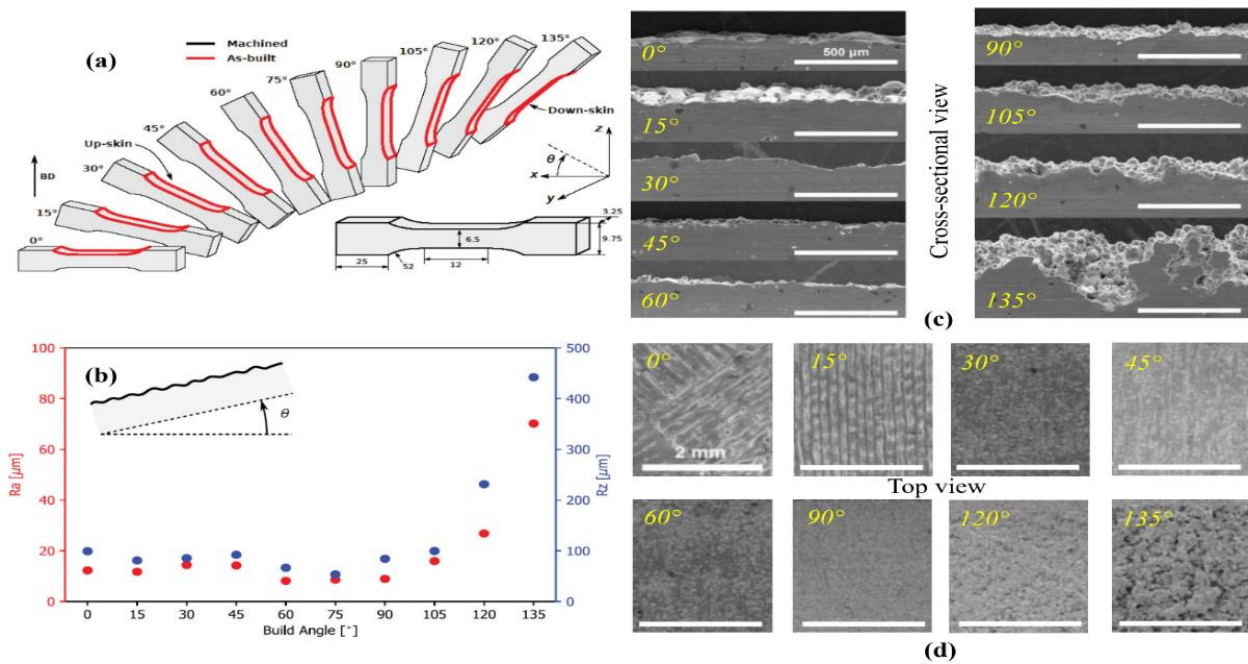 (a)
Machined
As-built
0°
15°
30°
45°
60°
75°
90°
105°
120°
135°
Up-skin
Down-skin
BD
z
θ
x
y
3.25
9.75
6.5
25
52
12
(b)
Ra [μm]
100
80
60
40
20
0
θ
500
400
300
200
100
0
Rz [μm]
0 15 30 45 60 75 90 105 120 135
Build Angle [°]
0°
500 μm
15°
30°
45°
60°
Cross-sectional view
90°
105°
120°
135°
(c)
0°
2 mm
15°
30°
45°
Top view
60°
90°
120°
135°
(d)